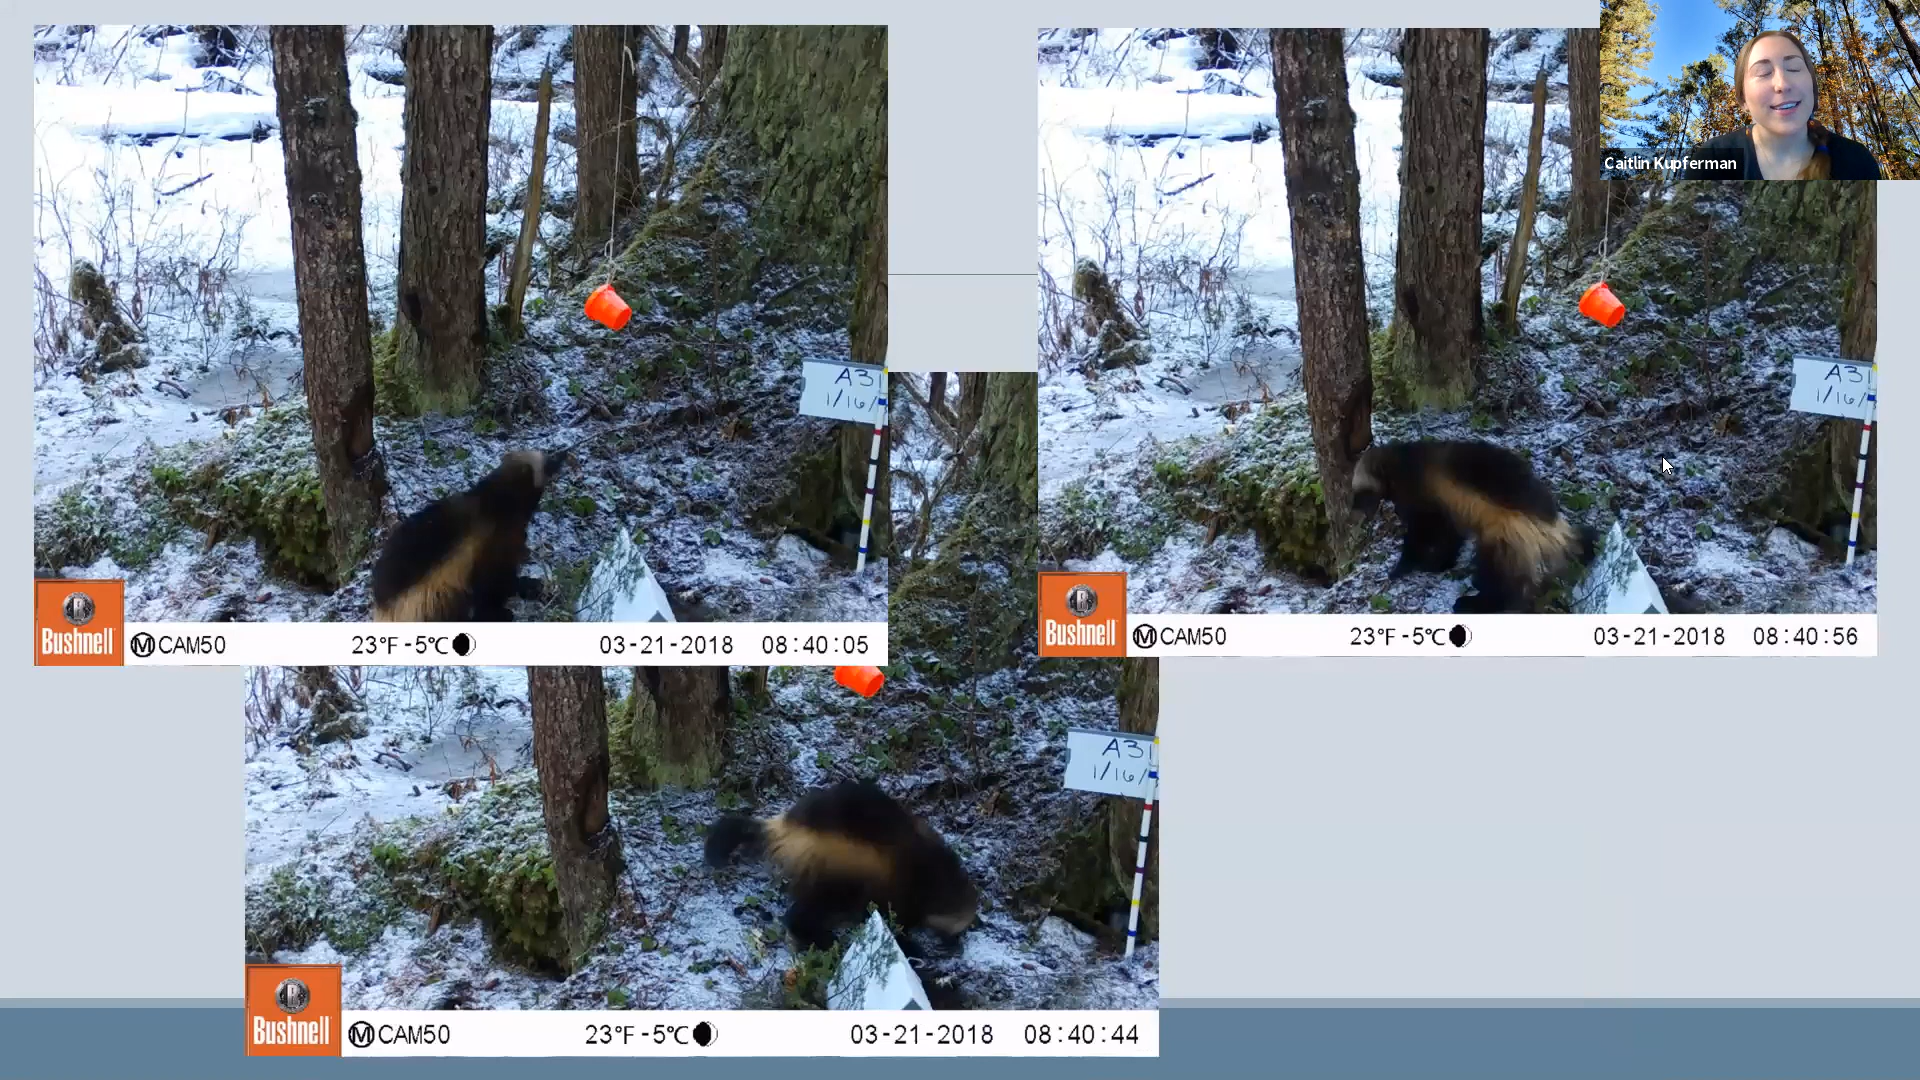 Caitlin Kupferman
A31
1/16/
Bushnell
M CAM50 23°F -5°C 03-21-2018 08:40:05
A3
1/16/
Bushnell
M CAM50 23°F -5°C 03-21-2018 08:40:56
A31
1/16/
Bushnell
M CAM50 23°F -5°C 03-21-2018 08:40:44